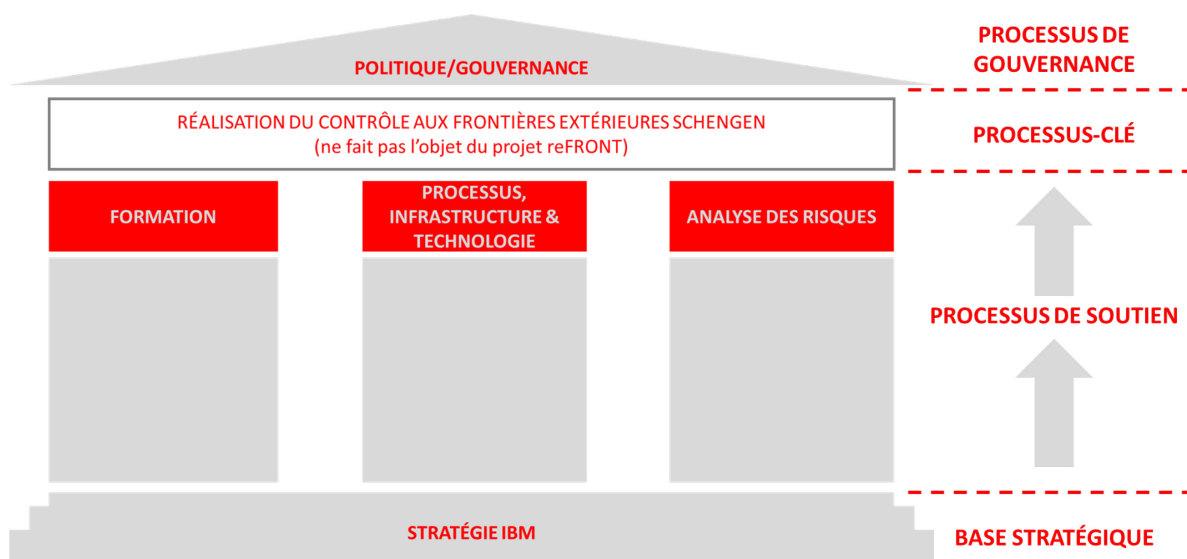 POLITIQUE/GOUVERNANCE
PROCESSUS DE
GOUVERNANCE
RÉALISATION DU CONTRÔLE AUX FRONTIÈRES EXTÉRIEURES SCHENGEN
(ne fait pas l’objet du projet reFRONT)
PROCESSUS-CLÉ
FORMATION
PROCESSUS,
INFRASTRUCTURE &
TECHNOLOGIE
ANALYSE DES RISQUES
PROCESSUS DE SOUTIEN
STRATÉGIE IBM
BASE STRATÉGIQUE